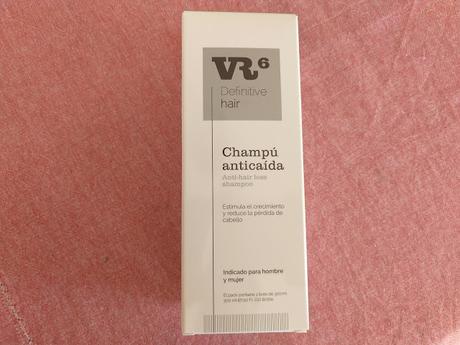 VR6
Definitive
hair
Champú
anticaída
Anti-hair loss
shampoo
Estimula el crecimiento
y reduce la pérdida de
cabello
Indicado para hombre
y mujer